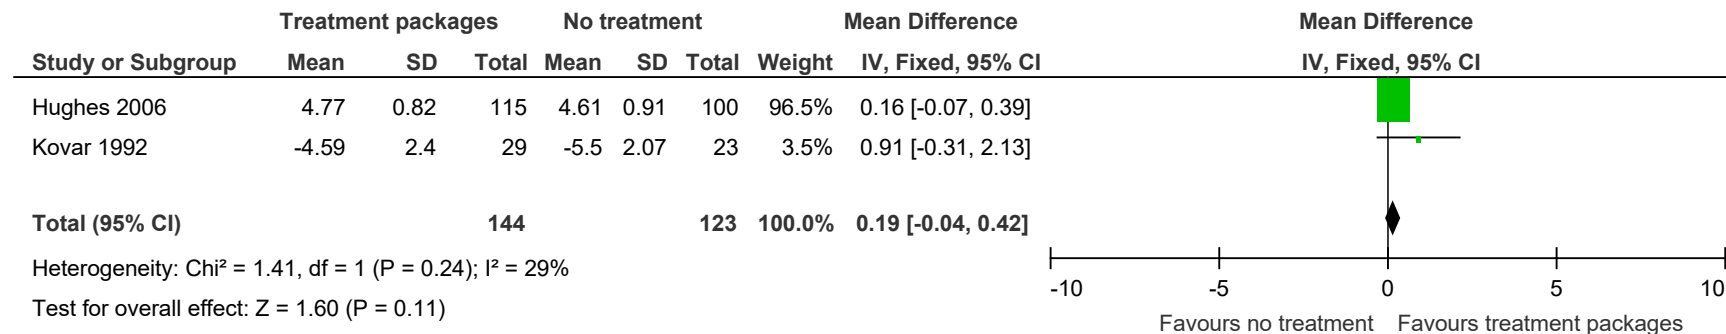 Treatment packages No treatment Mean Difference Mean Difference
Study or Subgroup Mean SD Total Mean SD Total Weight IV, Fixed, 95% CI IV, Fixed, 95% CI
Hughes 2006 4.77 0.82 115 4.61 0.91 100 96.5% 0.16 [-0.07, 0.39]
Kovar 1992 -4.59 2.4 29 -5.5 2.07 23 3.5% 0.91 [-0.31, 2.13]
Total (95% CI) 144 123 100.0% 0.19 [-0.04, 0.42]
Heterogeneity: Chi² = 1.41, df = 1 (P = 0.24); I² = 29%
Test for overall effect: Z = 1.60 (P = 0.11)
-10 -5 0 5 10
Favours no treatment Favours treatment packages